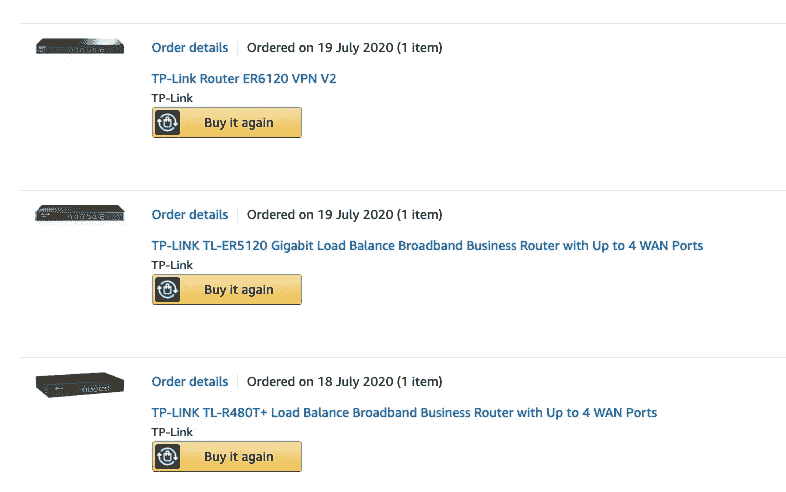 Order details Ordered on 19 July 2020 (1 item)
TP-Link Router ER6120 VPN V2
TP-Link
Buy it again
Order details Ordered on 19 July 2020 (1 item)
TP-LINK TL-ER5120 Gigabit Load Balance Broadband Business Router with Up to 4 WAN Ports
TP-Link
Buy it again
Order details Ordered on 18 July 2020 (1 item)
TP-LINK TL-R480T+ Load Balance Broadband Business Router with Up to 4 WAN Ports
TP-Link
Buy it again